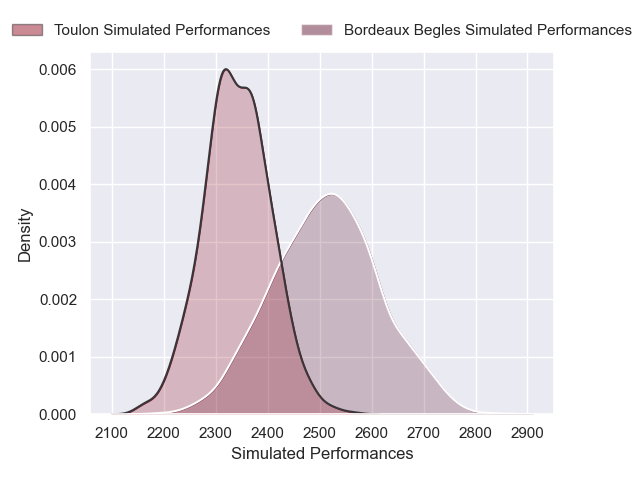 Toulon Simulated Performances
Bordeaux Begles Simulated Performances
0.006
0.005
0.004
0.003
0.002
0.001
0.000
Density
2100 2200 2300 2400 2500 2600 2700 2800 2900
Simulated Performances